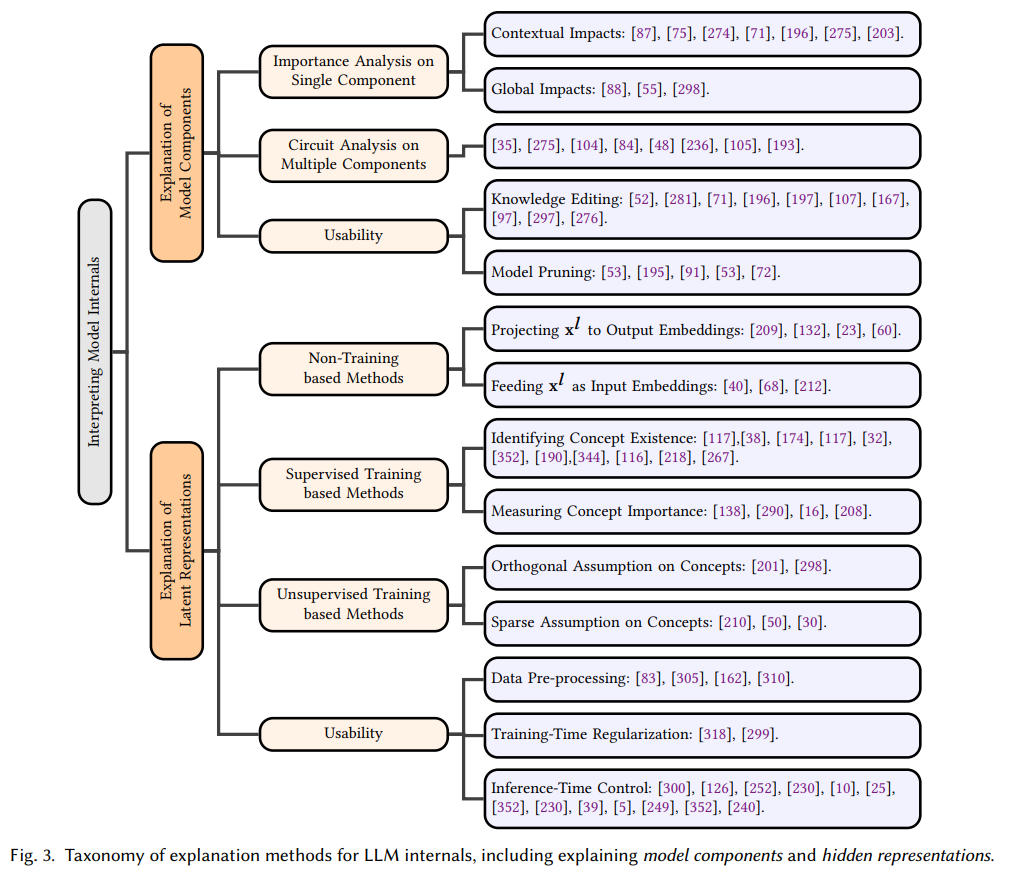 Interpreting Model Internals
Explanation of
Model Components
Importance Analysis on
Single Component
Contextual Impacts: [87], [75], [274], [71], [196], [275], [203].
Global Impacts: [88], [55], [298].
Circuit Analysis on
Multiple Components
[35], [275], [104], [84], [48] [236], [105], [193].
Usability
Knowledge Editing: [52], [281], [71], [196], [197], [107], [167],
[97], [297], [276].
Model Pruning: [53], [195], [91], [53], [72].
Explanation of
Latent Representations
Non-Training
based Methods
Projecting x^l to Output Embeddings: [209], [132], [23], [60].
Feeding x^l as Input Embeddings: [40], [68], [212].
Supervised Training
based Methods
Identifying Concept Existence: [117],[38], [174], [117], [32],
[352], [190],[344], [116], [218], [267].
Measuring Concept Importance: [138], [290], [16], [208].
Unsupervised Training
based Methods
Orthogonal Assumption on Concepts: [201], [298].
Sparse Assumption on Concepts: [210], [50], [30].
Usability
Data Pre-processing: [83], [305], [162], [310].
Training-Time Regularization: [318], [299].
Inference-Time Control: [300], [126], [252], [230], [10], [25],
[352], [230], [39], [5], [249], [352], [240].
Fig. 3. Taxonomy of explanation methods for LLM internals, including explaining model components and hidden representations.